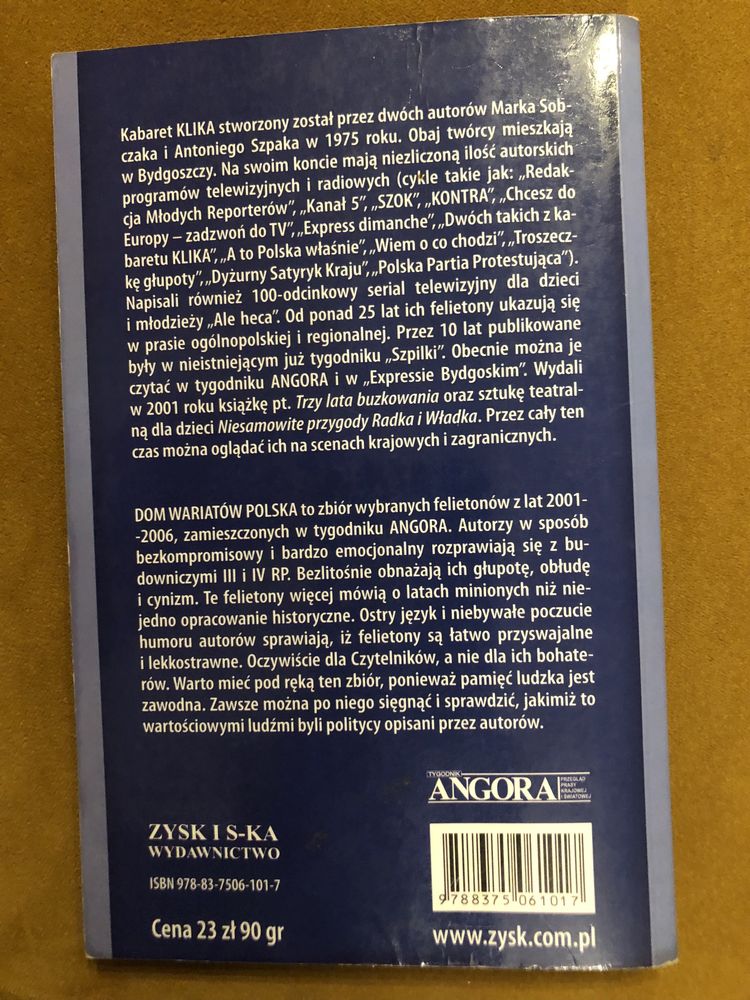 Kabaret KLIKA stworzony został przez dwóch autorów Marka Sob-
czaka i Antoniego Szpaka w 1975 roku. Obaj twórcy mieszkają
w Bydgoszczy. Na swoim koncie mają niezliczoną ilość autorskich
programów telewizyjnych i radiowych (cykle takie jak: „Redak-
cja Młodych Reporterów”, „Kanał 5”, „SZOK”, „KONTRA”, „Chcesz do
Europy – zadzwoń do TV”, „Express dimanche”, „Dwóch takich z ka-
baretu KLIKA”, „A to Polska właśnie”, „Wiem o co chodzi”, „Troszecz-
kę głupoty”, „Dyżurny Satyryk Kraju”, „Polska Partia Protestująca”).
Napisali również 100-odcinkowy serial telewizyjny dla dzieci
i młodzieży „Ale heca”. Od ponad 25 lat ich felietony ukazują się
w prasie ogólnopolskiej i regionalnej. Przez 10 lat publikowane
były w nieistniejącym już tygodniku „Szpilki”. Obecnie można je
czytać w tygodniku ANGORA i w „Expressie Bydgoskim”. Wydali
w 2001 roku książkę pt. Trzy lata buzkowania oraz sztukę teatral-
ną dla dzieci Niesamowite przygody Radka i Władka. Przez cały ten
czas można oglądać ich na scenach krajowych i zagranicznych.
DOM WARIATÓW POLSKA to zbiór wybranych felietonów z lat 2001-
-2006, zamieszczonych w tygodniku ANGORA. Autorzy w sposób
bezkompromisowy i bardzo emocjonalny rozprawiają się z bu-
downiczymi III i IV RP. Bezlitośnie obnażają ich głupotę, obłudę
i cynizm. Te felietony więcej mówią o latach minionych niż nie-
jedno opracowanie historyczne. Ostry język i niebywałe poczucie
humoru autorów sprawiają, iż felietony są łatwo przyswajalne
i lekkostrawne. Oczywiście dla Czytelników, a nie dla ich bohate-
rów. Warto mieć pod ręką ten zbiór, ponieważ pamięć ludzka jest
zawodna. Zawsze można po niego sięgnąć i sprawdzić, jakimiż to
wartościowymi ludźmi byli politycy opisani przez autorów.
TYGODNIK
ANGORA
PRZEGLĄD
PRASY
KRAJOWEJ
I ŚWIATOWEJ
ZYSK I S-KA
WYDAWNICTWO
ISBN 978-83-7506-101-7
Cena 23 zł 90 gr
9 788375 061017
www.zysk.com.pl